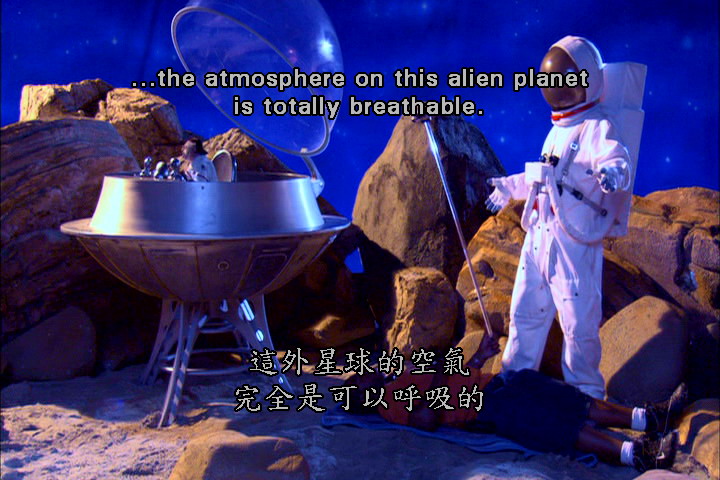 ...the atmosphere on this alien planet
is totally breathable.
這外星球的空氣
完全是可以呼吸的